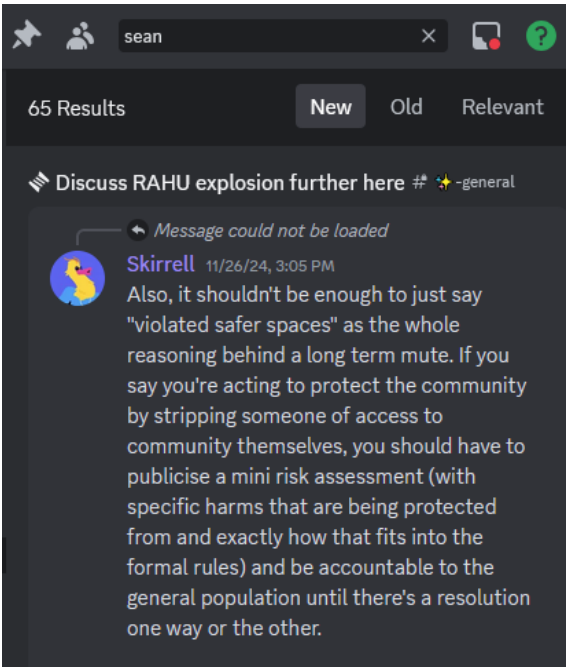 sean
65 Results
New
Old
Relevant
Discuss RAHU explosion further here # ✨-general
Message could not be loaded
Skirrell 11/26/24, 3:05 PM
Also, it shouldn't be enough to just say
"violated safer spaces" as the whole
reasoning behind a long term mute. If you
say you're acting to protect the community
by stripping someone of access to
community themselves, you should have to
publicise a mini risk assessment (with
specific harms that are being protected
from and exactly how that fits into the
formal rules) and be accountable to the
general population until there's a resolution
one way or the other.